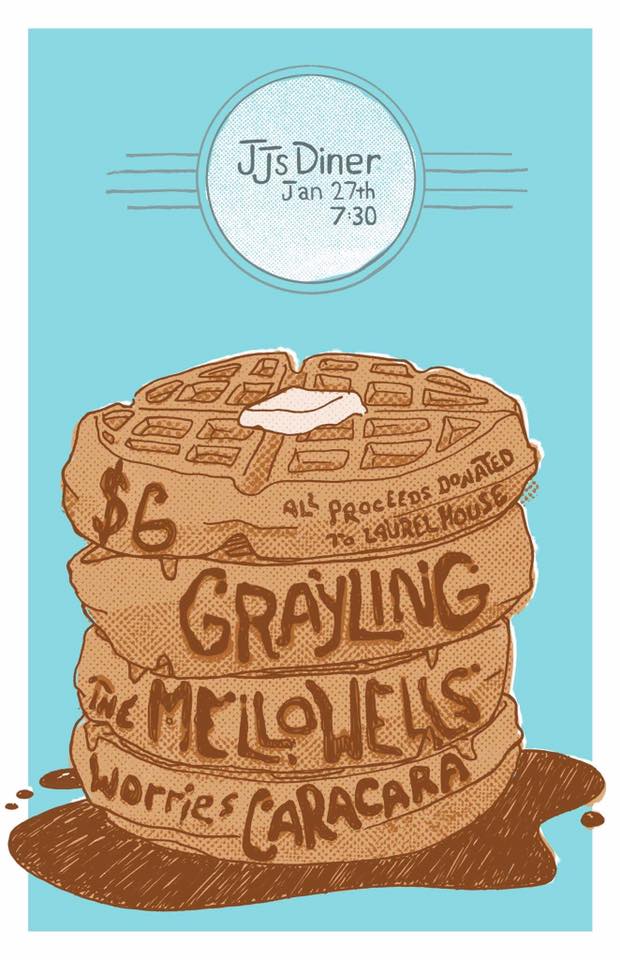 JJs Diner
Jan 27th
7:30
$6
ALL PROCEEDS DONATED
TO LAUREL HOUSE
GRAYLING
THE MELLOWELLS
Worries CARACARA